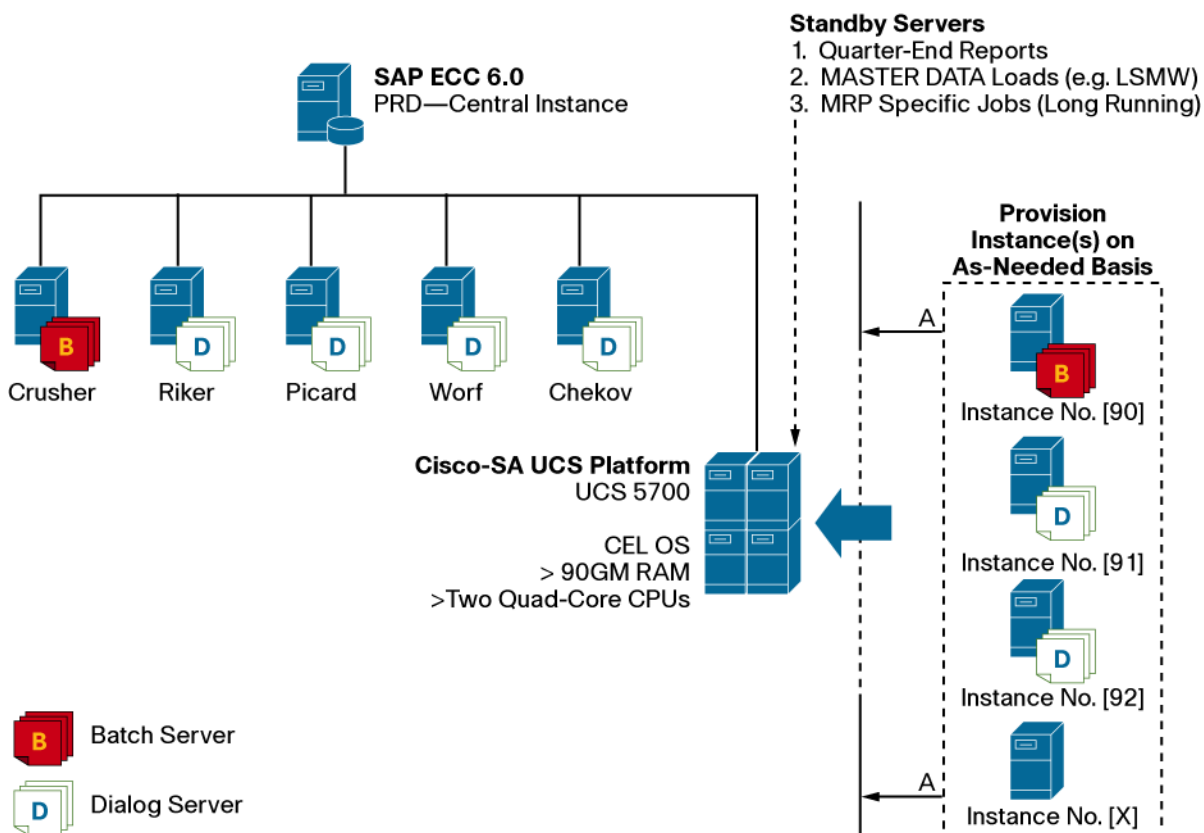 Standby Servers
1. Quarter-End Reports
2. MASTER DATA Loads (e.g. LSMW)
3. MRP Specific Jobs (Long Running)
SAP ECC 6.0
PRD—Central Instance
Provision
Instance(s) on
As-Needed Basis
B
D
D
D
D
Crusher
Riker
Picard
Worf
Chekov
A
B
Instance No. [90]
Cisco-SA UCS Platform
UCS 5700
CEL OS
> 90GM RAM
>Two Quad-Core CPUs
D
Instance No. [91]
D
Instance No. [92]
A
Instance No. [X]
B
Batch Server
D
Dialog Server